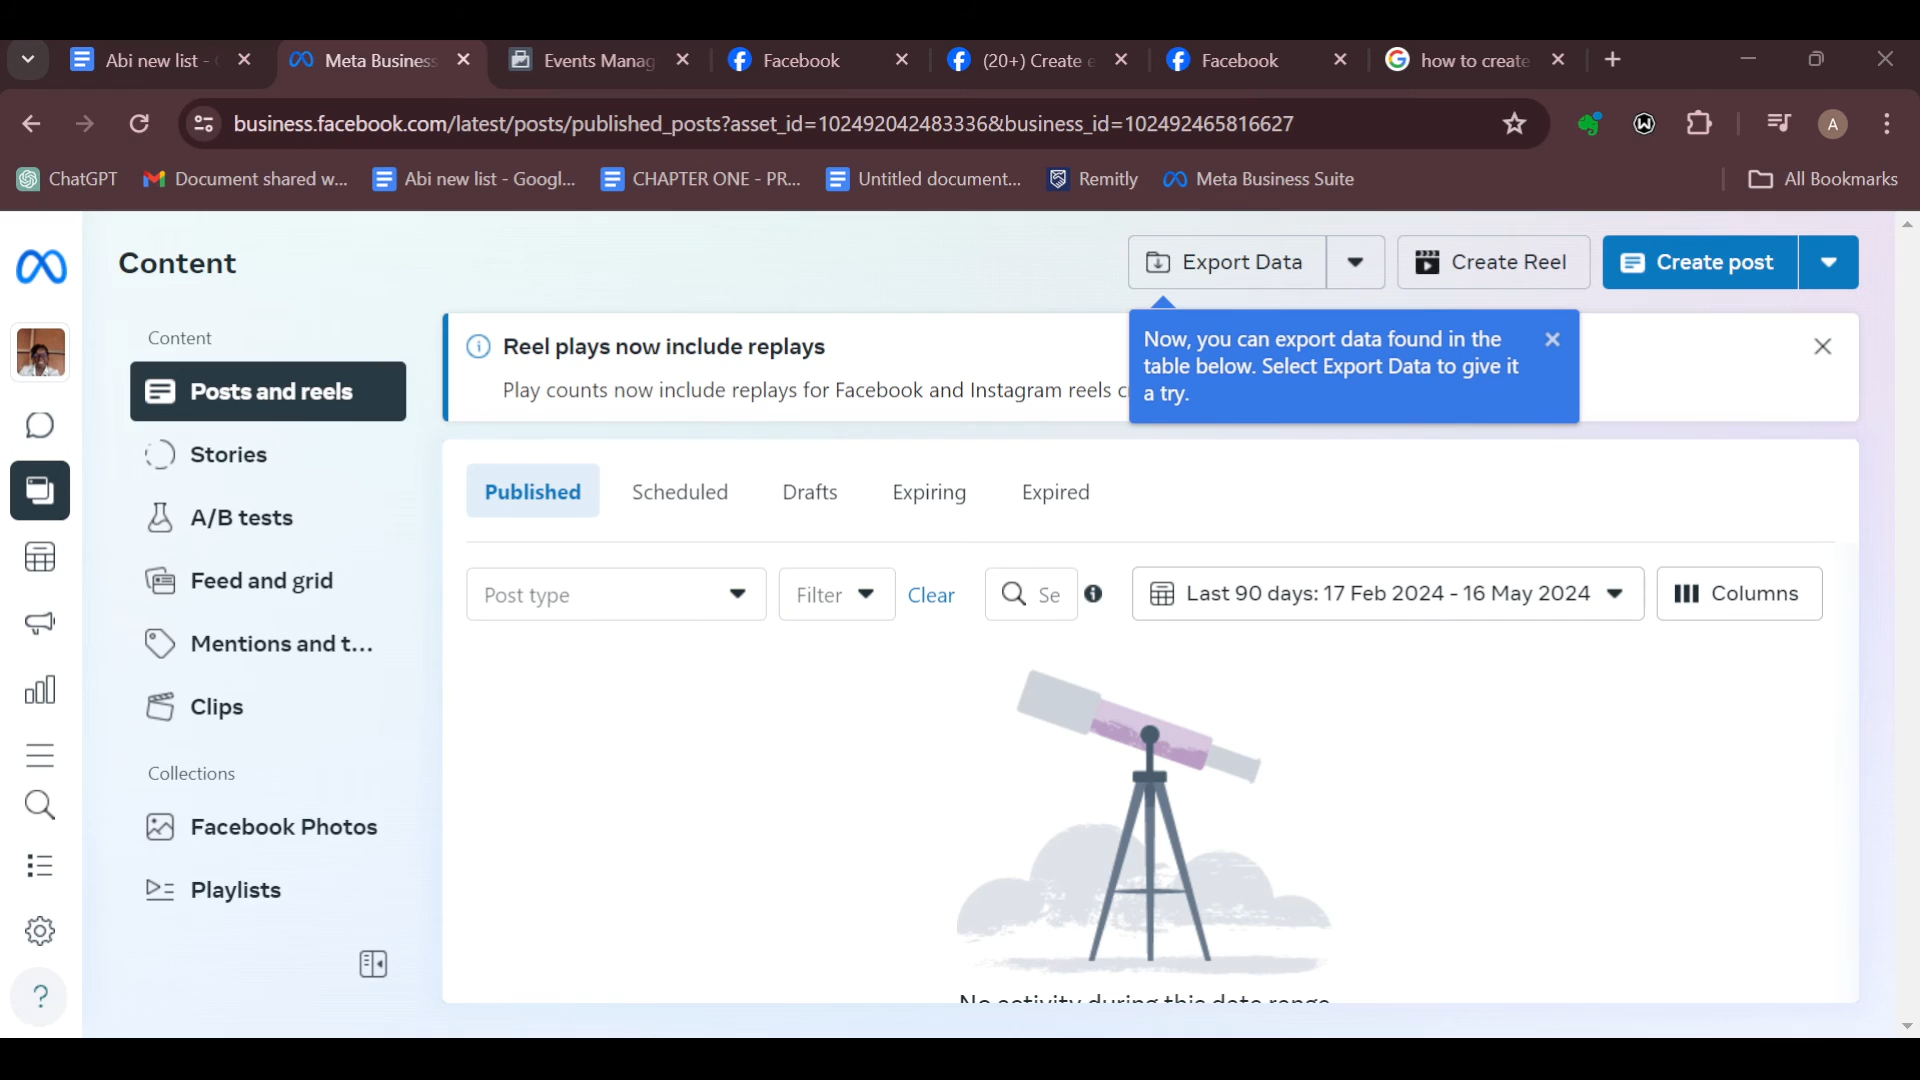 Abi new list -
Meta Business
Events Manag
Facebook
(20+) Create e
Facebook
how to create
business.facebook.com/latest/posts/published_posts?asset_id=102492042483336&business_id=102492465816627
A
ChatGPT
Document shared w...
Abi new list - Googl...
CHAPTER ONE - PR...
Untitled document...
Remitly
Meta Business Suite
All Bookmarks
Content
Export Data
Create Reel
Create post
Now, you can export data found in the
table below. Select Export Data to give it
a try.
Reel plays now include replays
Play counts now include replays for Facebook and Instagram reels c
Content
Posts and reels
Stories
A/B tests
Feed and grid
Mentions and t...
Clips
Collections
Facebook Photos
Playlists
Published
Scheduled
Drafts
Expiring
Expired
Post type
Filter
Clear
Se
Last 90 days: 17 Feb 2024 - 16 May 2024
Columns
No activity during this date range